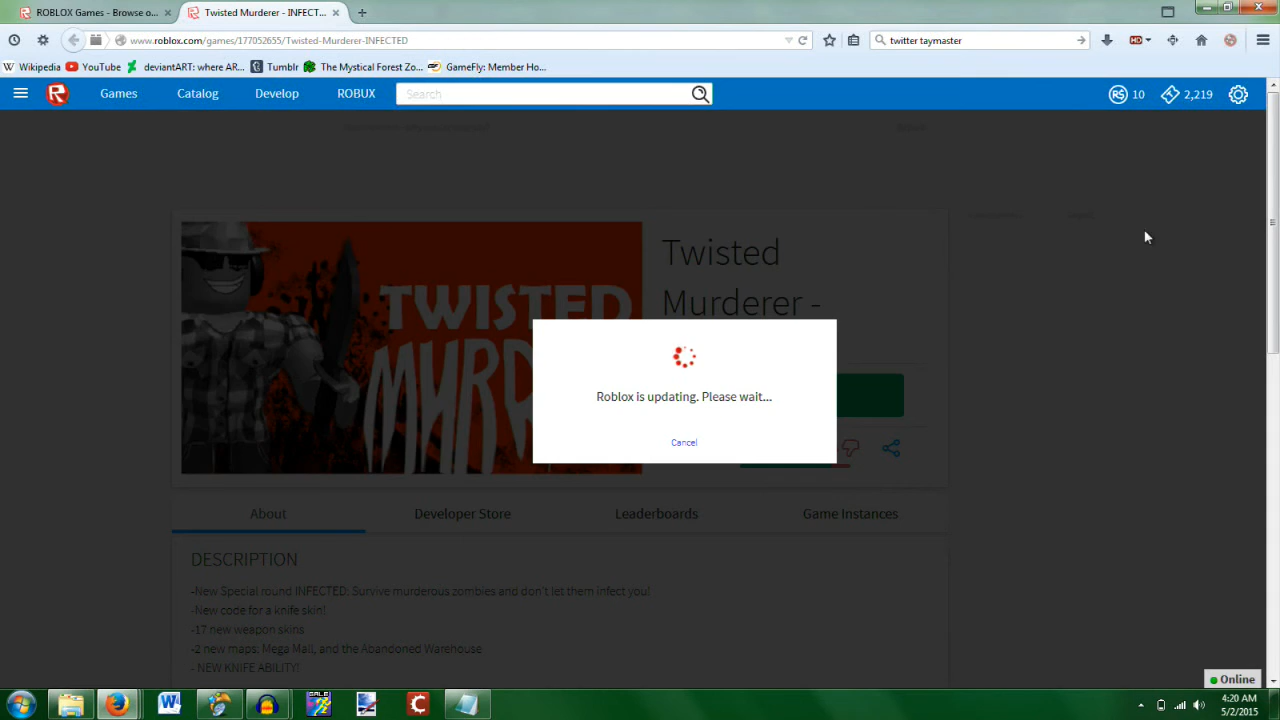 ROBLOX Games - Browse o...
Twisted Murderer - INFECT...
www.roblox.com/games/177052655/Twisted-Murderer-INFECTED
twitter taymaster
Wikipedia YouTube deviantART: where AR... Tumblr The Mystical Forest Zo... GameFly: Member Ho...
Games Catalog Develop ROBUX Search R$ 10 2,219
TWISTED
MURD
Twisted
Murderer -
Roblox is updating. Please wait...
Cancel
About Developer Store Leaderboards Game Instances
DESCRIPTION
-New Special round INFECTED: Survive murderous zombies and don't let them infect you!
-New code for a knife skin!
-17 new weapon skins
-2 new maps: Mega Mall, and the Abandoned Warehouse
- NEW KNIFE ABILITY!
Online
4:20 AM
5/2/2015